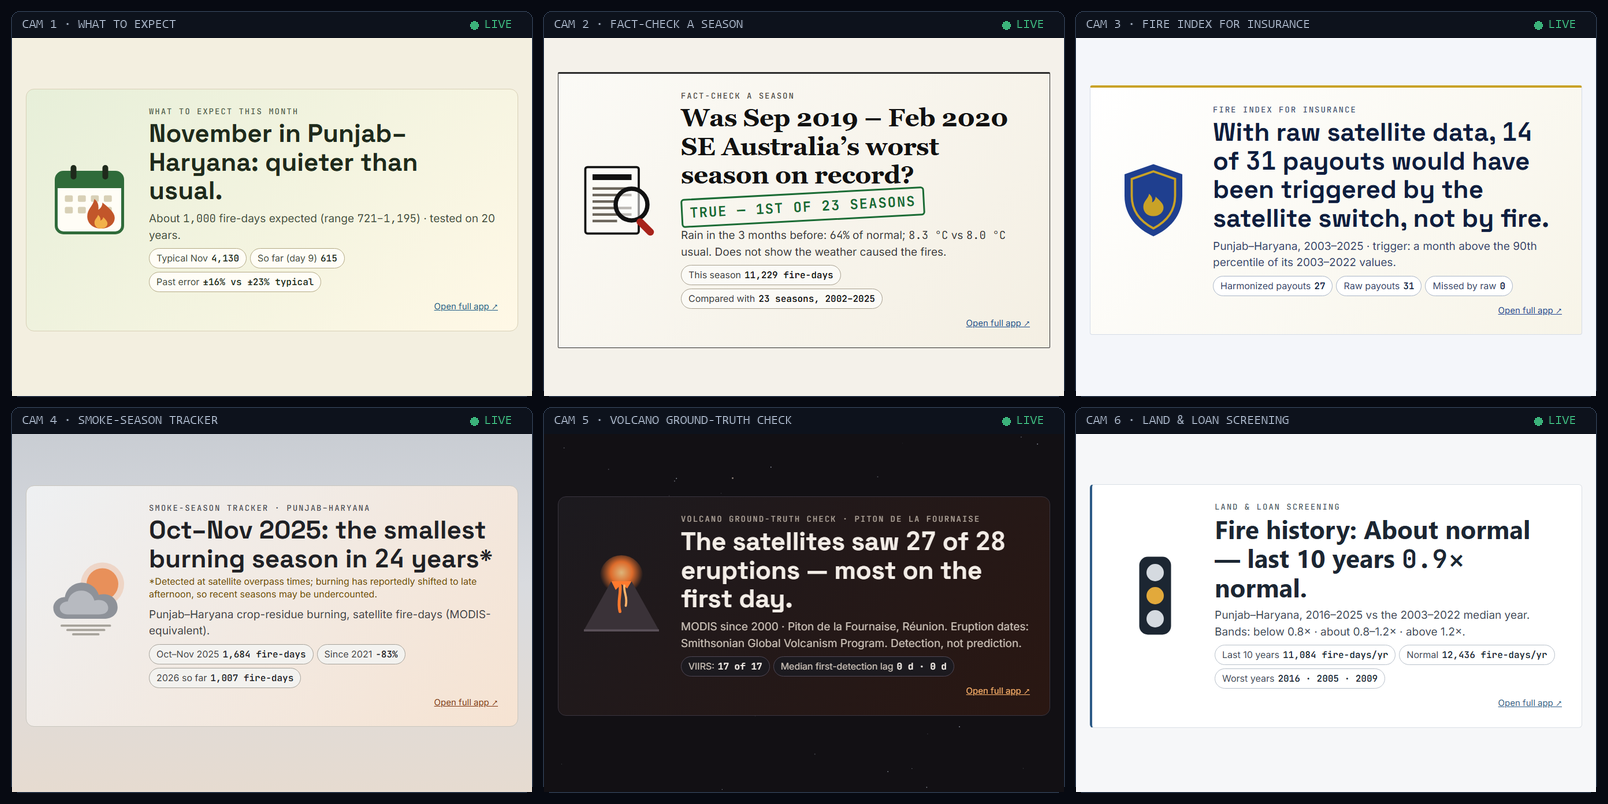 CAM 1 · WHAT TO EXPECT
LIVE
WHAT TO EXPECT THIS MONTH
November in Punjab–
Haryana: quieter than
usual.
About 1,000 fire-days expected (range 721–1,195) · tested on 20
years.
Typical Nov 4,130
So far (day 9) 615
Past error ±16% vs ±23% typical
Open full app ↗
CAM 2 · FACT-CHECK A SEASON
LIVE
FACT-CHECK A SEASON
Was Sep 2019 – Feb 2020
SE Australia’s worst
season on record?
TRUE — 1ST OF 23 SEASONS
Rain in the 3 months before: 64% of normal; 8.3 °C vs 8.0 °C
usual. Does not show the weather caused the fires.
This season 11,229 fire-days
Compared with 23 seasons, 2002–2025
Open full app ↗
CAM 3 · FIRE INDEX FOR INSURANCE
LIVE
FIRE INDEX FOR INSURANCE
With raw satellite data, 14
of 31 payouts would have
been triggered by the
satellite switch, not by fire.
Punjab–Haryana, 2003–2025 · trigger: a month above the 90th
percentile of its 2003–2022 values.
Harmonized payouts 27
Raw payouts 31
Missed by raw 0
Open full app ↗
CAM 4 · SMOKE-SEASON TRACKER
LIVE
SMOKE-SEASON TRACKER · PUNJAB–HARYANA
Oct–Nov 2025: the smallest
burning season in 24 years*
*Detected at satellite overpass times; burning has reportedly shifted to late
afternoon, so recent seasons may be undercounted.
Punjab–Haryana crop-residue burning, satellite fire-days (MODIS-
equivalent).
Oct–Nov 2025 1,684 fire-days
Since 2021 -83%
2026 so far 1,007 fire-days
Open full app ↗
CAM 5 · VOLCANO GROUND-TRUTH CHECK
LIVE
VOLCANO GROUND-TRUTH CHECK · PITON DE LA FOURNAISE
The satellites saw 27 of 28
eruptions — most on the
first day.
MODIS since 2000 · Piton de la Fournaise, Réunion. Eruption dates:
Smithsonian Global Volcanism Program. Detection, not prediction.
VIIRS: 17 of 17
Median first-detection lag 0 d · 0 d
Open full app ↗
CAM 6 · LAND & LOAN SCREENING
LIVE
LAND & LOAN SCREENING
Fire history: About normal
— last 10 years 0.9×
normal.
Punjab–Haryana, 2016–2025 vs the 2003–2022 median year.
Bands: below 0.8× · about 0.8–1.2× · above 1.2×.
Last 10 years 11,084 fire-days/yr
Normal 12,436 fire-days/yr
Worst years 2016 · 2005 · 2009
Open full app ↗